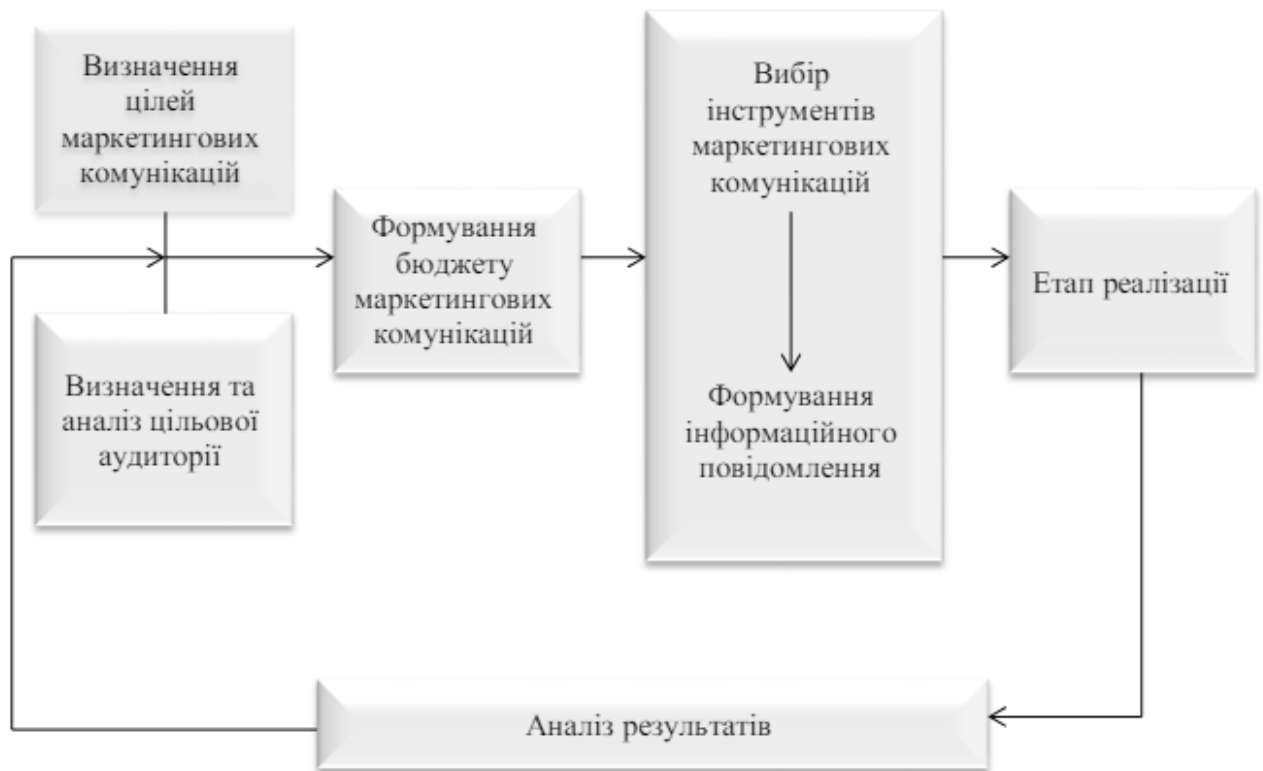 Визначення
цілей
маркетингових
комунікацій
Визначення та
аналіз цільової
аудиторії
Формування
бюджету
маркетингових
комунікацій
Вибір
інструментів
маркетингових
комунікацій
Формування
інформаційного
повідомлення
Етап реалізації
Аналіз результатів